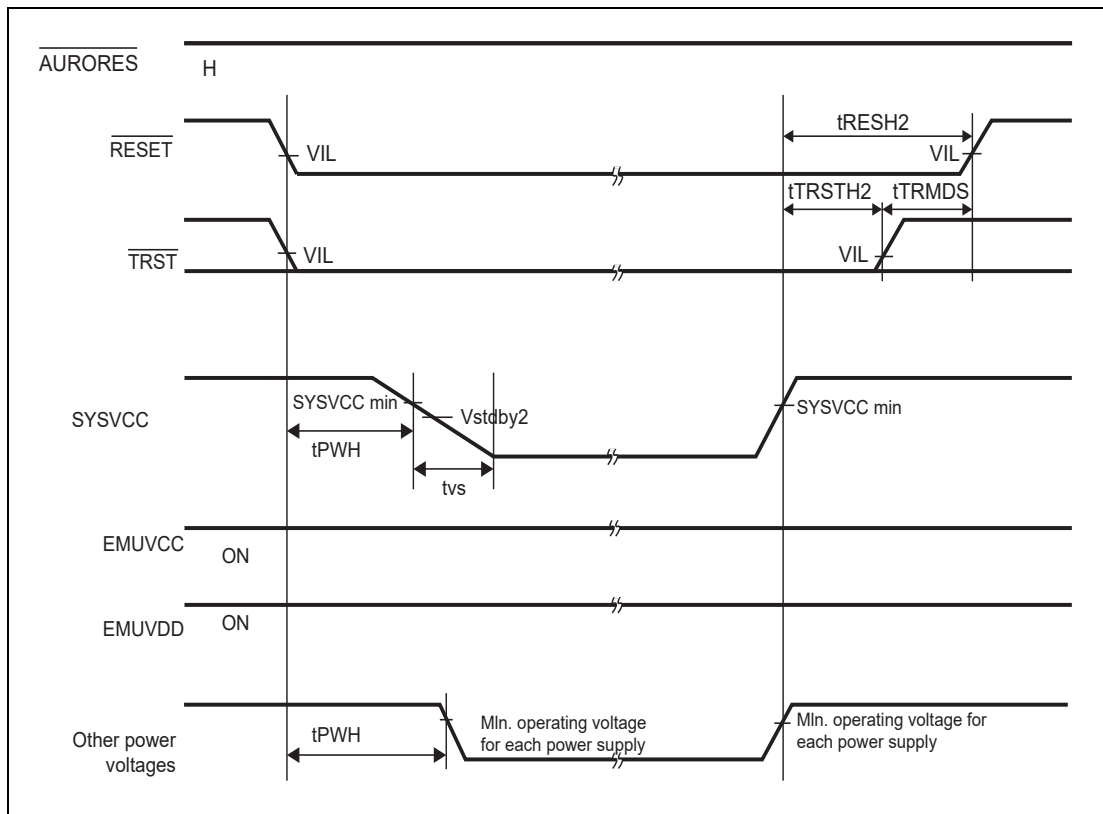 AURORES
H
tRESH2
RESET
VIL
VIL
tTRSTH2
tTRMDS
TRST
VIL
VIL
SYSVCC min
Vstdby2
SYSVCC min
SYSVCC
tPWH
tvs
EMUVCC
ON
EMUVDD
ON
MIn. operating voltage
for each power supply
MIn. operating voltage for
each power supply
Other power
voltages
tPWH